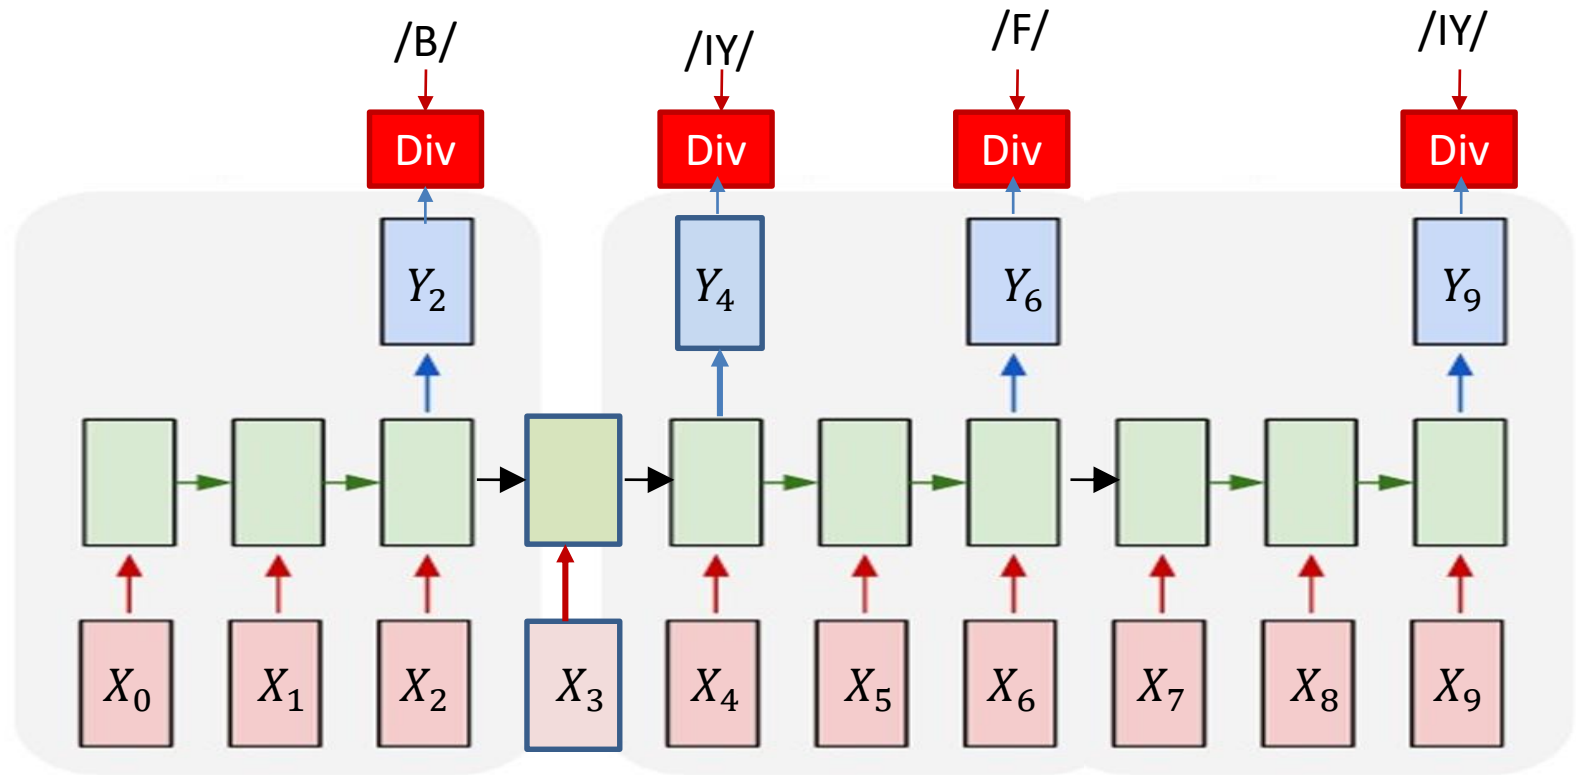 /B/ /IY/ /F/ /IY/
Div Div Div Div
Y₂ Y₄ Y₆ Y₉
X₀ X₁ X₂ X₃ X₄ X₅ X₆ X₇ X₈ X₉